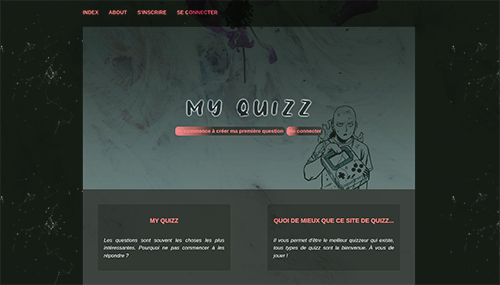 INDEX ABOUT S'INSCRIRE SE CONNECTER
MY QUIZZ
commence à créer ma première question Se connecter
MY QUIZZ
Les questions sont souvent les choses les plus
intéressantes. Pourquoi ne pas commencer à les
répondre ?
QUOI DE MIEUX QUE CE SITE DE QUIZZ...
Il vous permet d'être le meilleur quizzeur qui existe,
tous types de quizz sont la bienvenue. À vous de
jouer !